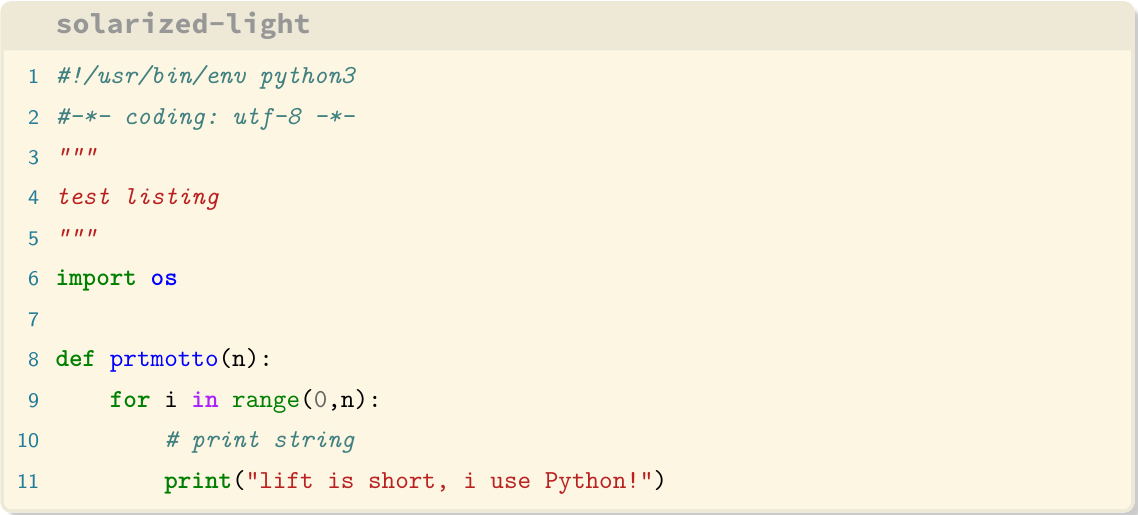 solarized-light
1 #!/usr/bin/env python3
2 #-*- coding: utf-8 -*-
3 """
4 test listing
5 """
6 import os
7
8 def prtmotto(n):
9     for i in range(0,n):
10         # print string
11         print("lift is short, i use Python!")